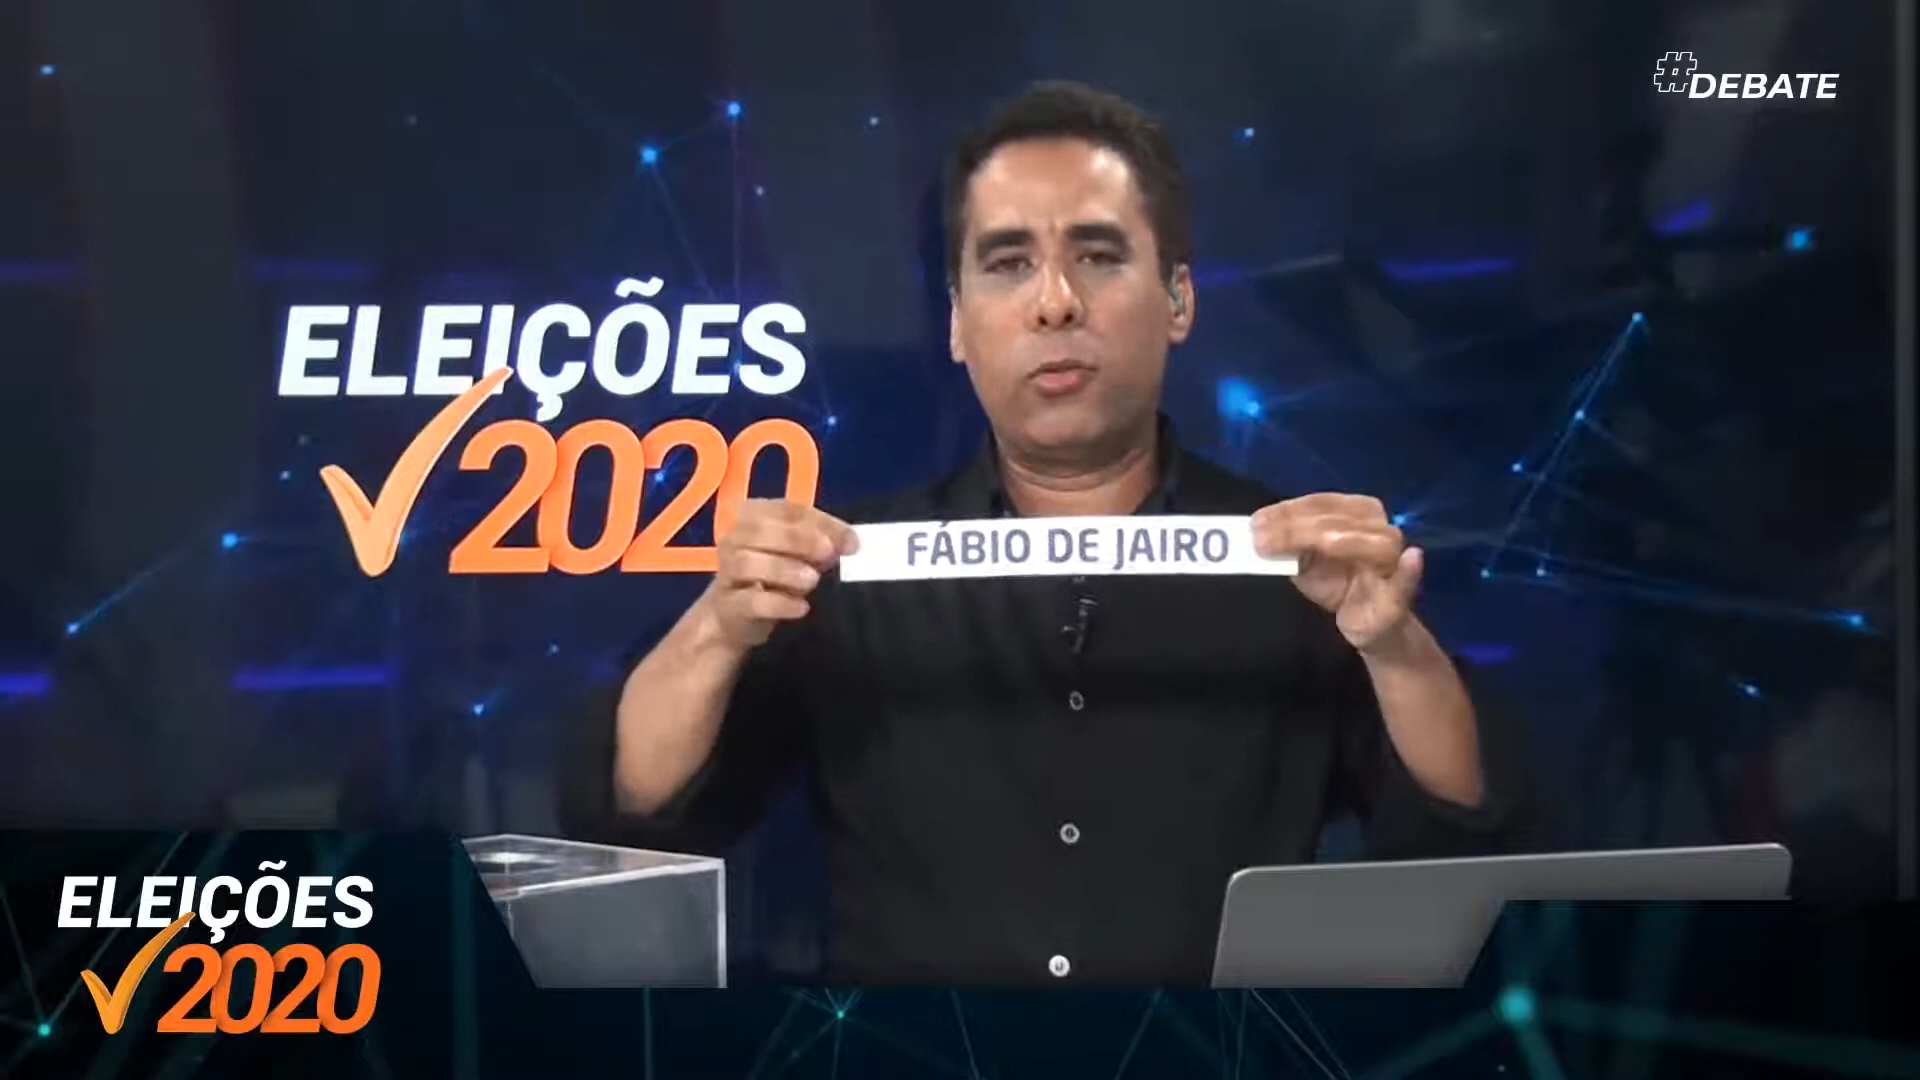 #DEBATE
ELEIÇÕES
2020
FÁBIO DE JAIRO
ELEIÇÕES
2020